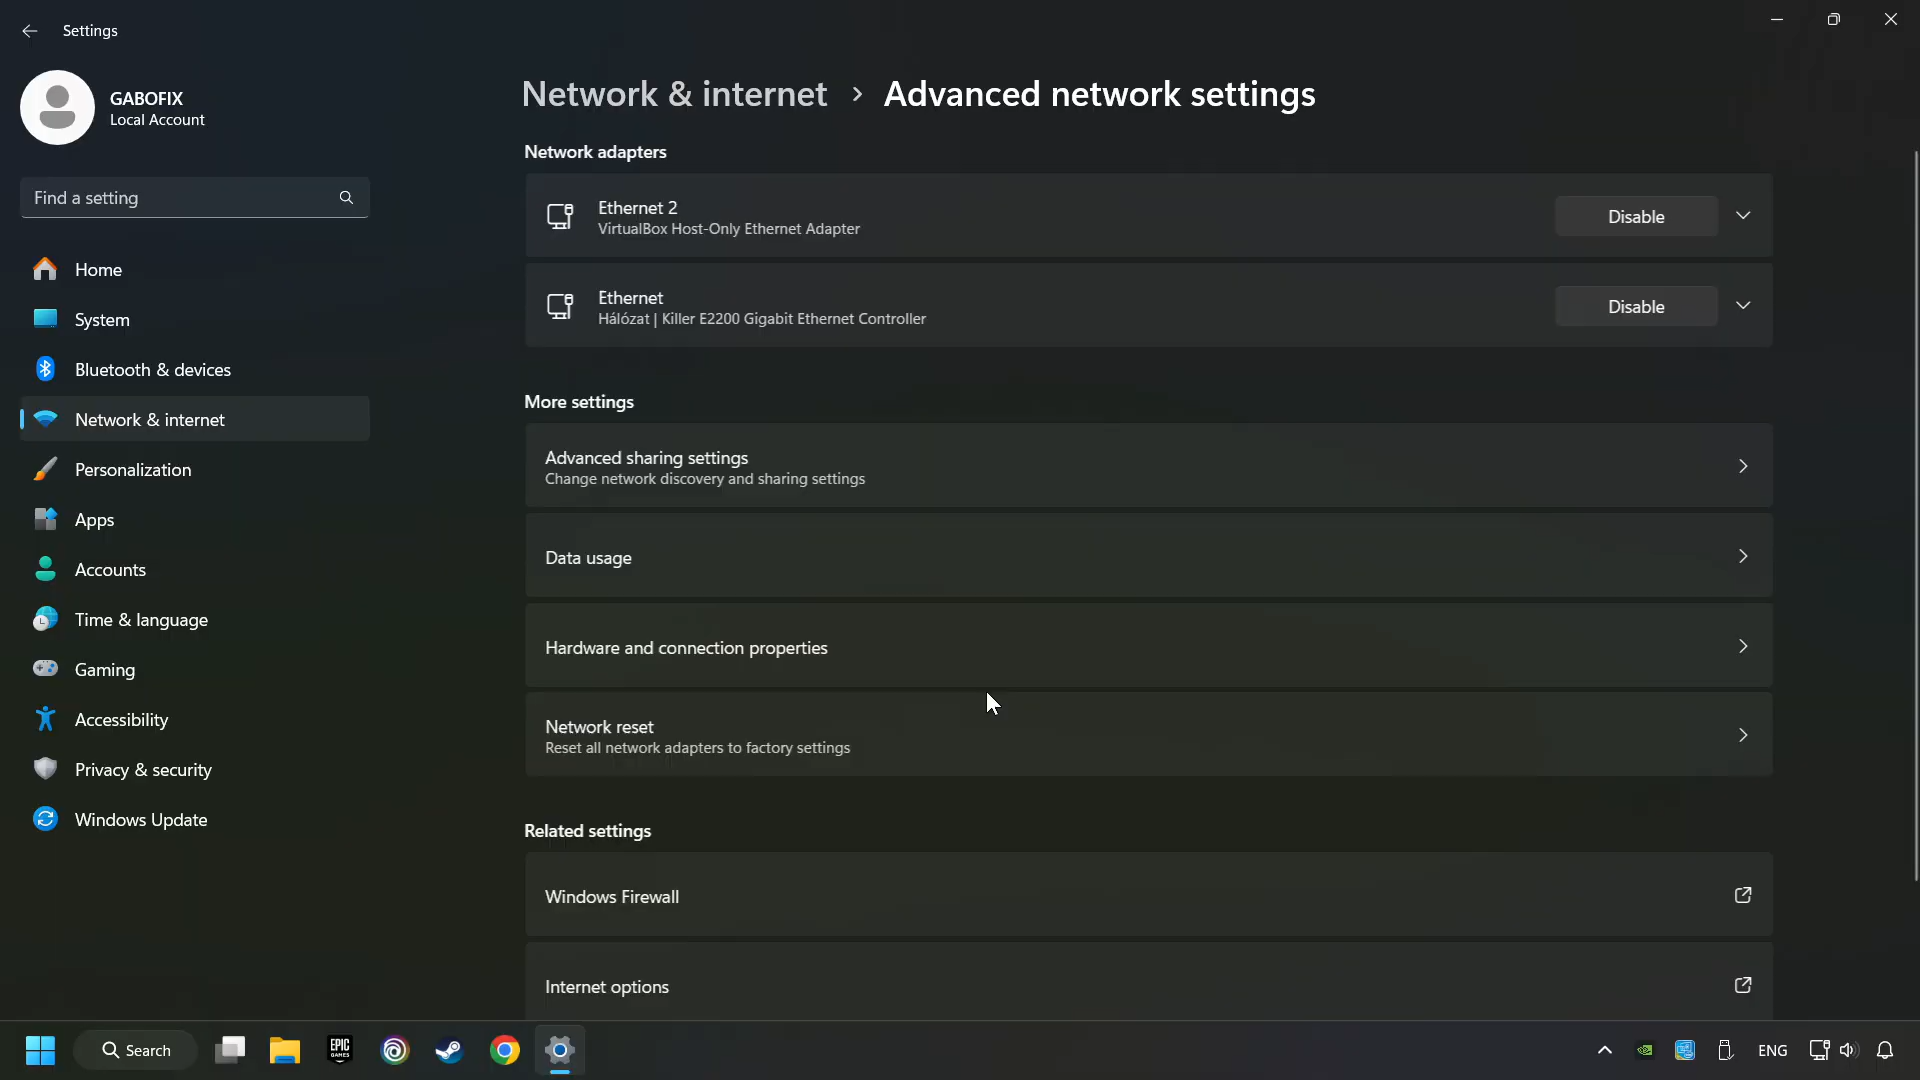 Settings
GABOFIX
Local Account
Find a setting
Home
System
Bluetooth & devices
Network & internet
Personalization
Apps
Accounts
Time & language
Gaming
Accessibility
Privacy & security
Windows Update
Network & internet > Advanced network settings
Network adapters
Ethernet 2
VirtualBox Host-Only Ethernet Adapter
Disable
Ethernet
Hálózat | Killer E2200 Gigabit Ethernet Controller
Disable
More settings
Advanced sharing settings
Change network discovery and sharing settings
Data usage
Hardware and connection properties
Network reset
Reset all network adapters to factory settings
Related settings
Windows Firewall
Internet options
Search
EPIC
GAMES
ENG